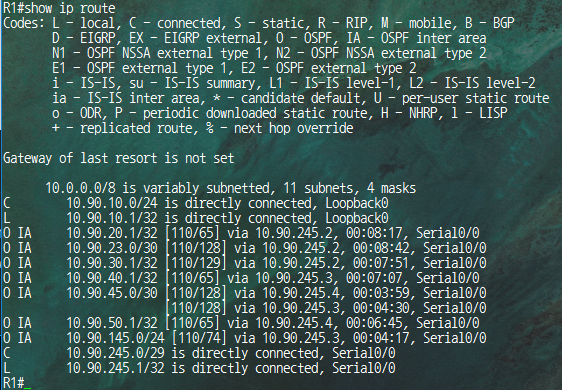 R1#show ip route
Codes: L - local, C - connected, S - static, R - RIP, M - mobile, B - BGP
D - EIGRP, EX - EIGRP external, O - OSPF, IA - OSPF inter area
N1 - OSPF NSSA external type 1, N2 - OSPF NSSA external type 2
E1 - OSPF external type 1, E2 - OSPF external type 2
i - IS-IS, su - IS-IS summary, L1 - IS-IS level-1, L2 - IS-IS level-2
ia - IS-IS inter area, * - candidate default, U - per-user static route
o - ODR, P - periodic downloaded static route, H - NHRP, l - LISP
+ - replicated route, % - next hop override
Gateway of last resort is not set
10.0.0.0/8 is variably subnetted, 11 subnets, 4 masks
C 10.90.10.0/24 is directly connected, Loopback0
L 10.90.10.1/32 is directly connected, Loopback0
O IA 10.90.20.1/32 [110/65] via 10.90.245.2, 00:08:17, Serial0/0
O IA 10.90.23.0/30 [110/128] via 10.90.245.2, 00:08:42, Serial0/0
O IA 10.90.30.1/32 [110/129] via 10.90.245.2, 00:07:51, Serial0/0
O IA 10.90.40.1/32 [110/65] via 10.90.245.3, 00:07:07, Serial0/0
O IA 10.90.45.0/30 [110/128] via 10.90.245.4, 00:03:59, Serial0/0
[110/128] via 10.90.245.3, 00:04:30, Serial0/0
O IA 10.90.50.1/32 [110/65] via 10.90.245.4, 00:06:45, Serial0/0
O IA 10.90.145.0/24 [110/74] via 10.90.245.3, 00:04:17, Serial0/0
C 10.90.245.0/29 is directly connected, Serial0/0
L 10.90.245.1/32 is directly connected, Serial0/0
R1#